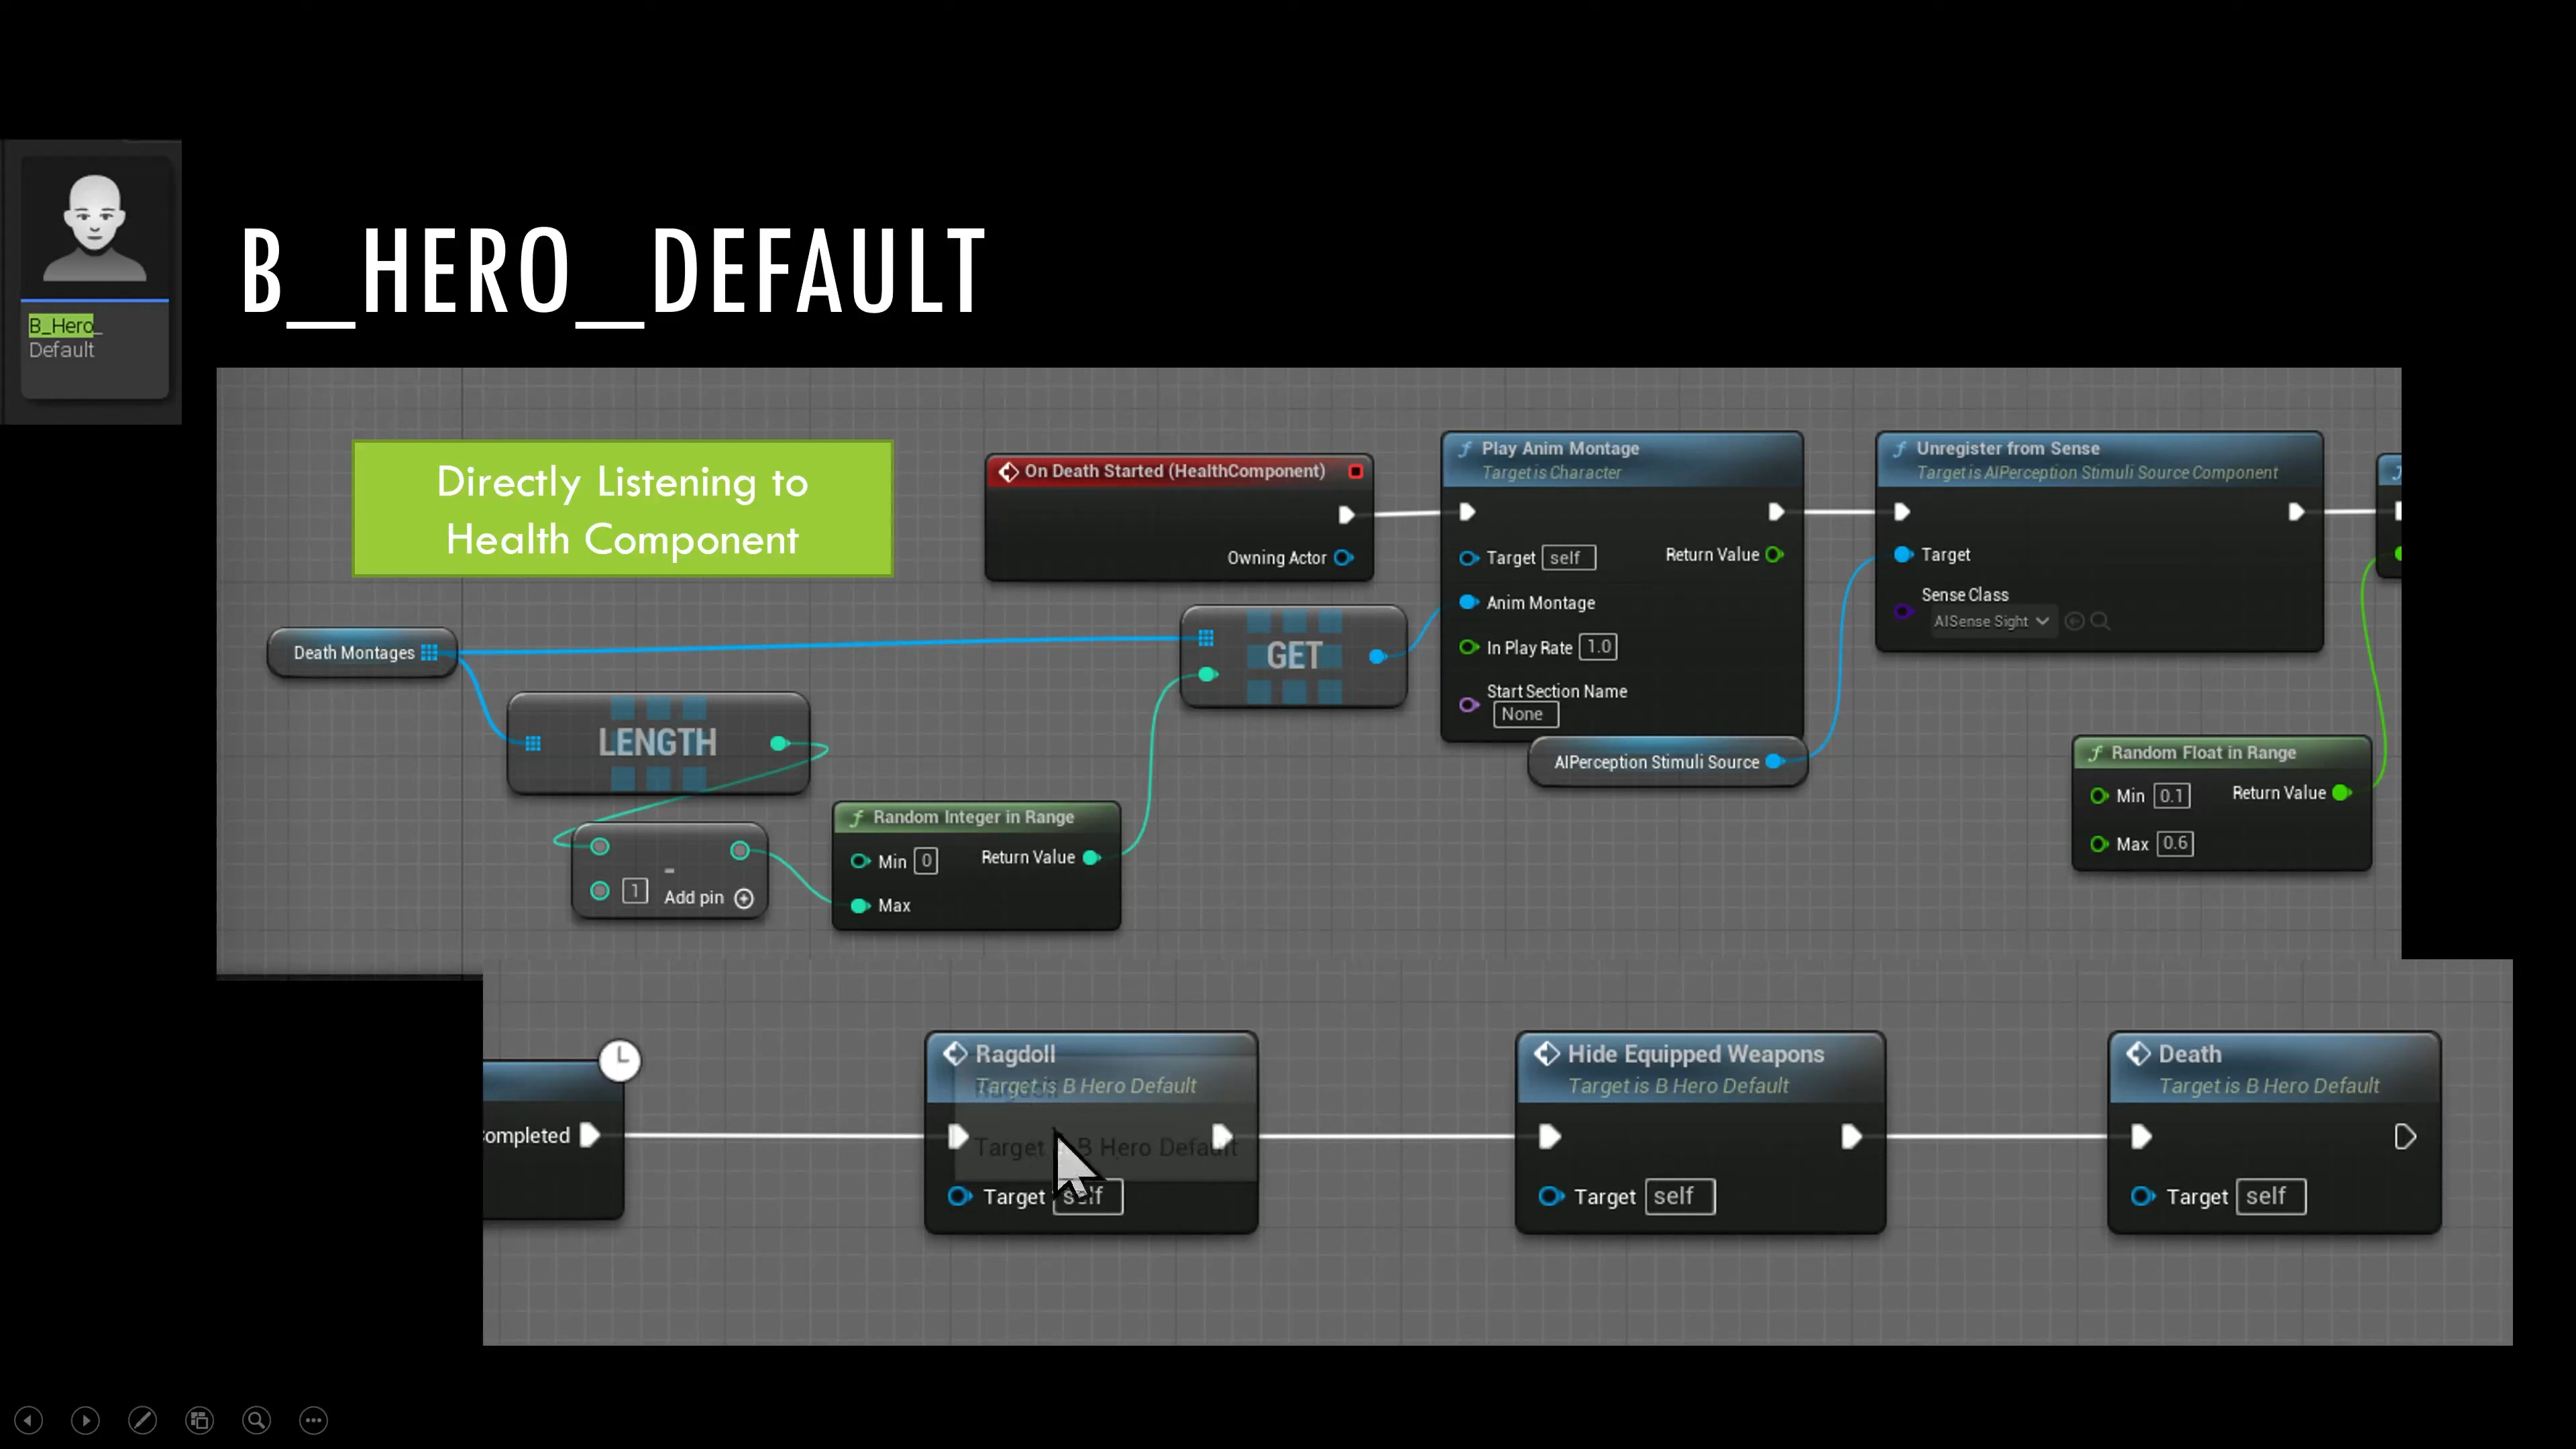 B_Hero_
Default
B_HERO_DEFAULT
Directly Listening to
Health Component
On Death Started (HealthComponent)
Owning Actor
Play Anim Montage
Target is Character
Target self
Return Value
Anim Montage
In Play Rate 1.0
Start Section Name
None
Unregister from Sense
Target is AIPerception Stimuli Source Component
Target
Sense Class
AISense Sight
Death Montages
GET
LENGTH
AIPerception Stimuli Source
- 
1
Add pin
Random Integer in Range
Min 0
Return Value
Max
Random Float in Range
Min 0.1
Return Value
Max 0.6
Completed
Ragdoll
Target is B Hero Default
Target is B Hero Default
Target self
Hide Equipped Weapons
Target is B Hero Default
Target self
Death
Target is B Hero Default
Target self